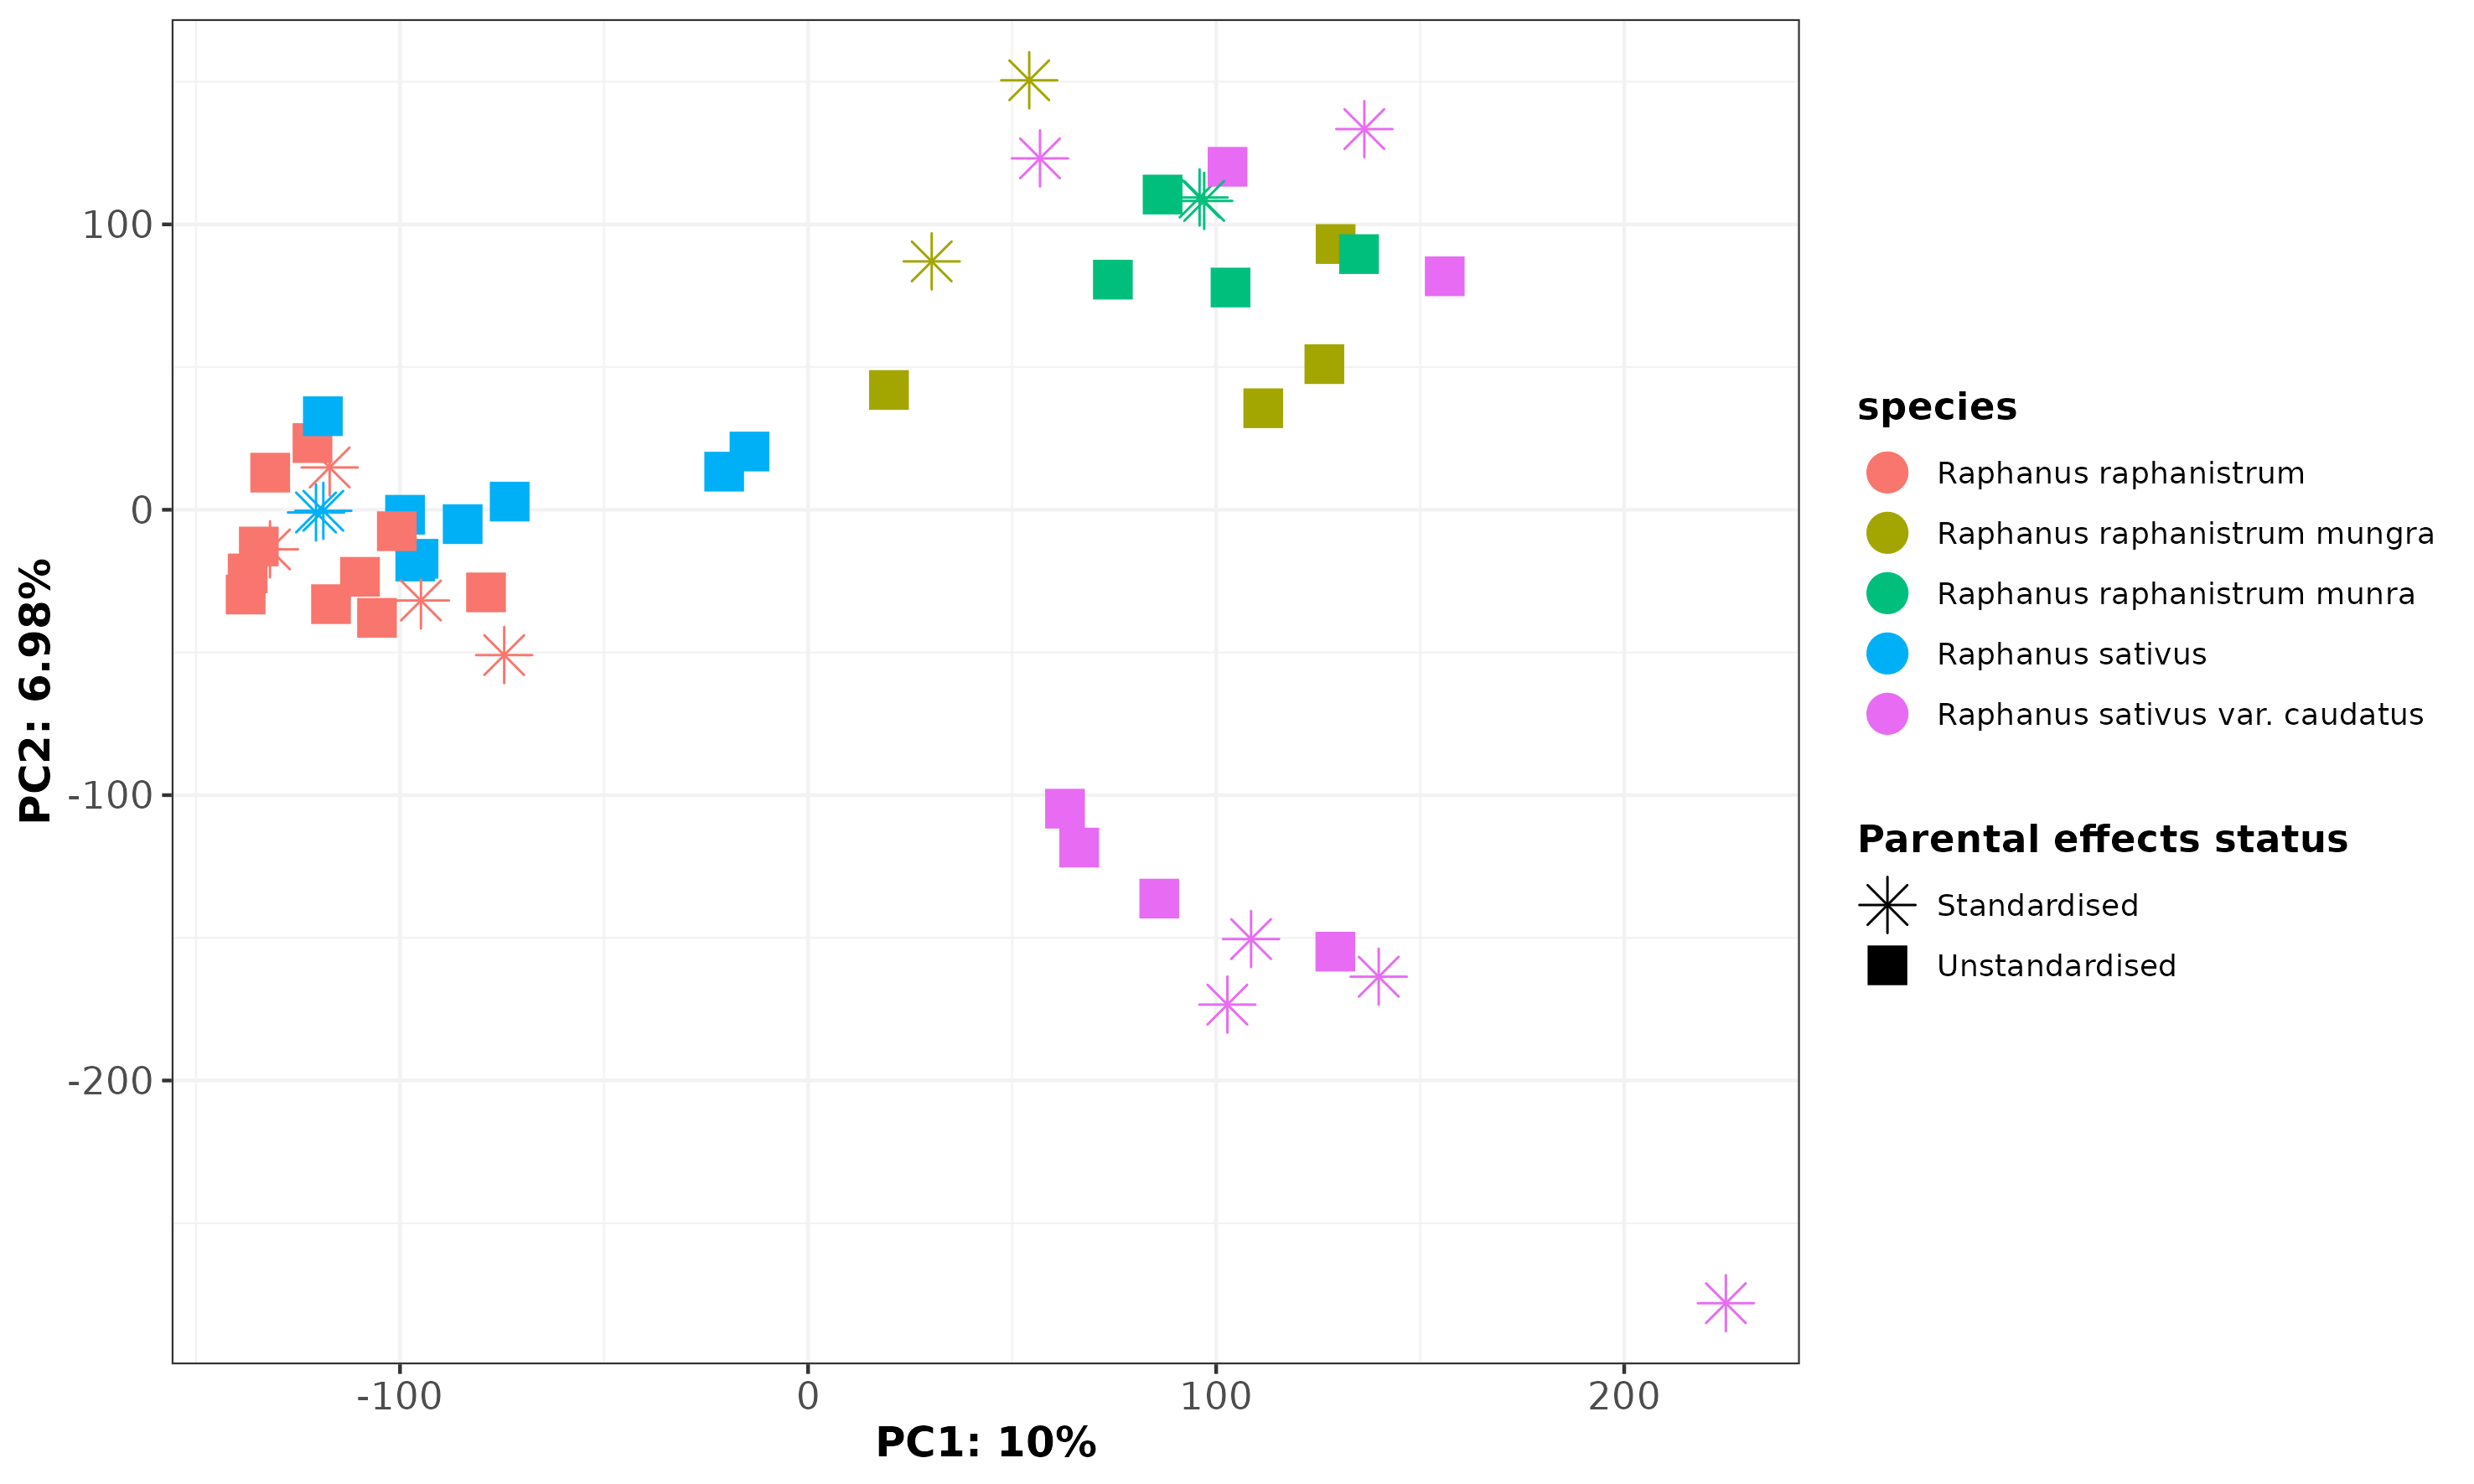 100
0
-100
-200
PC2: 6.98%
-100
0
100
200
PC1: 10%
species
Raphanus raphanistrum
Raphanus raphanistrum mungra
Raphanus raphanistrum munra
Raphanus sativus
Raphanus sativus var. caudatus
Parental effects status
Standardised
Unstandardised